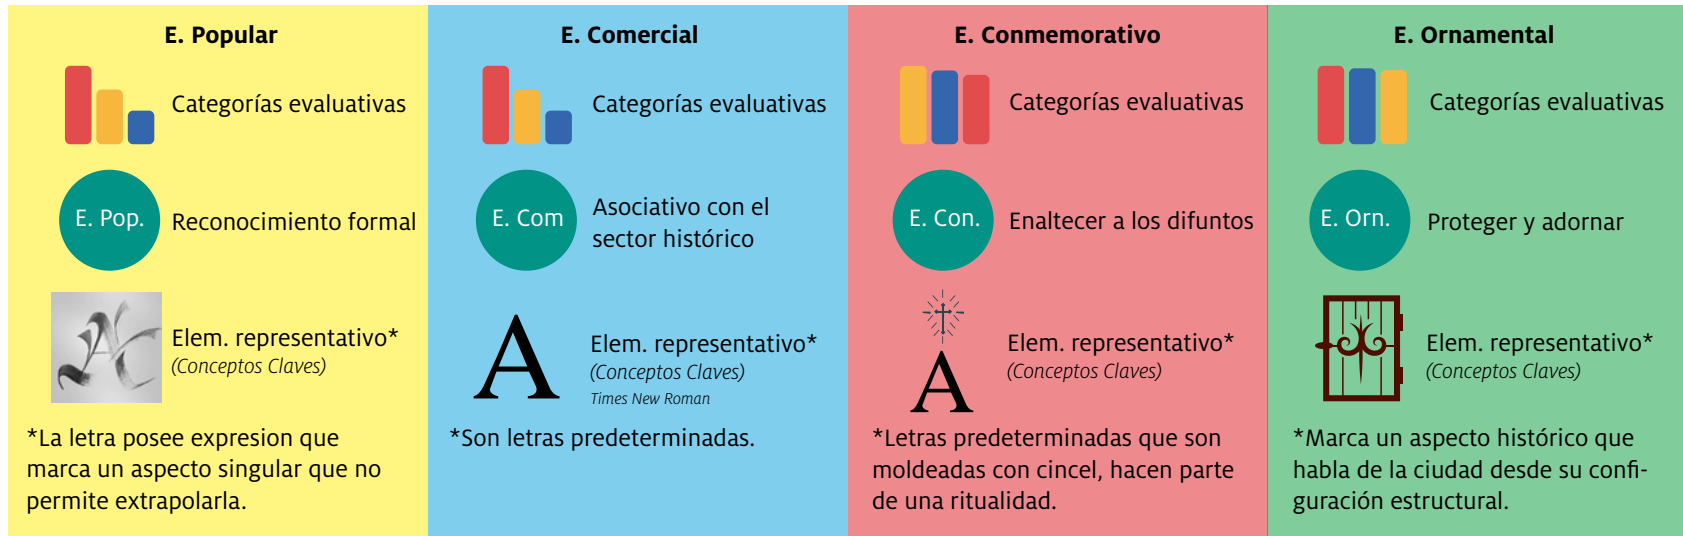 E. Popular
Categorías evaluativas
E. Pop.
Reconocimiento formal
Elem. representativo*
(Conceptos Claves)
*La letra posee expresion que
marca un aspecto singular que no
permite extrapolarla.
E. Comercial
Categorías evaluativas
E. Com
Asociativo con el
sector histórico
A
Elem. representativo*
(Conceptos Claves)
Times New Roman
*Son letras predeterminadas.
E. Conmemorativo
Categorías evaluativas
E. Con.
Enaltecer a los difuntos
A
Elem. representativo*
(Conceptos Claves)
*Letras predeterminadas que son
moldeadas con cincel, hacen parte
de una ritualidad.
E. Ornamental
Categorías evaluativas
E. Orn.
Proteger y adornar
Elem. representativo*
(Conceptos Claves)
*Marca un aspecto histórico que
habla de la ciudad desde su confi-
guración estructural.